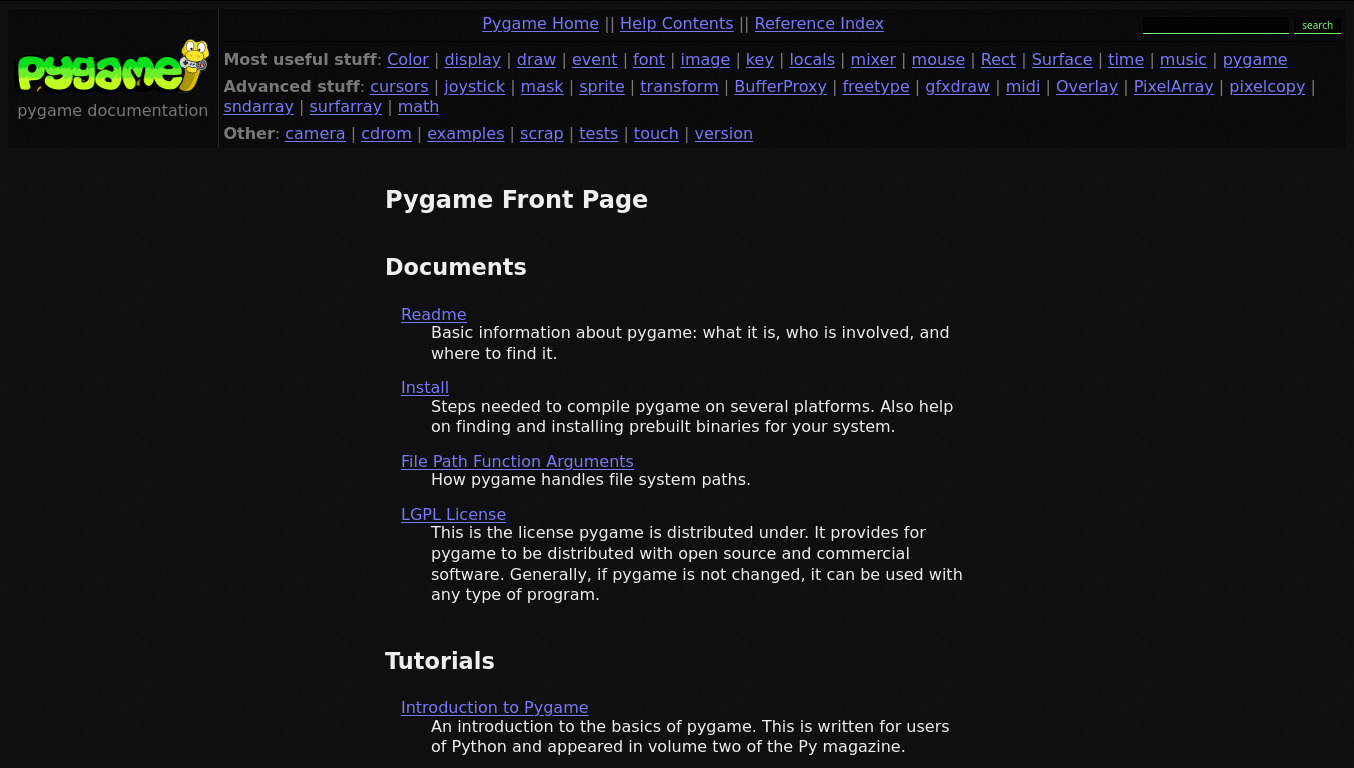 Pygame Home || Help Contents || Reference Index
search
pygame
pygame documentation
Most useful stuff: Color | display | draw | event | font | image | key | locals | mixer | mouse | Rect | Surface | time | music | pygame
Advanced stuff: cursors | joystick | mask | sprite | transform | BufferProxy | freetype | gfxdraw | midi | Overlay | PixelArray | pixelcopy |
sndarray | surfarray | math
Other: camera | cdrom | examples | scrap | tests | touch | version
Pygame Front Page
Documents
Readme
Basic information about pygame: what it is, who is involved, and
where to find it.
Install
Steps needed to compile pygame on several platforms. Also help
on finding and installing prebuilt binaries for your system.
File Path Function Arguments
How pygame handles file system paths.
LGPL License
This is the license pygame is distributed under. It provides for
pygame to be distributed with open source and commercial
software. Generally, if pygame is not changed, it can be used with
any type of program.
Tutorials
Introduction to Pygame
An introduction to the basics of pygame. This is written for users
of Python and appeared in volume two of the Py magazine.